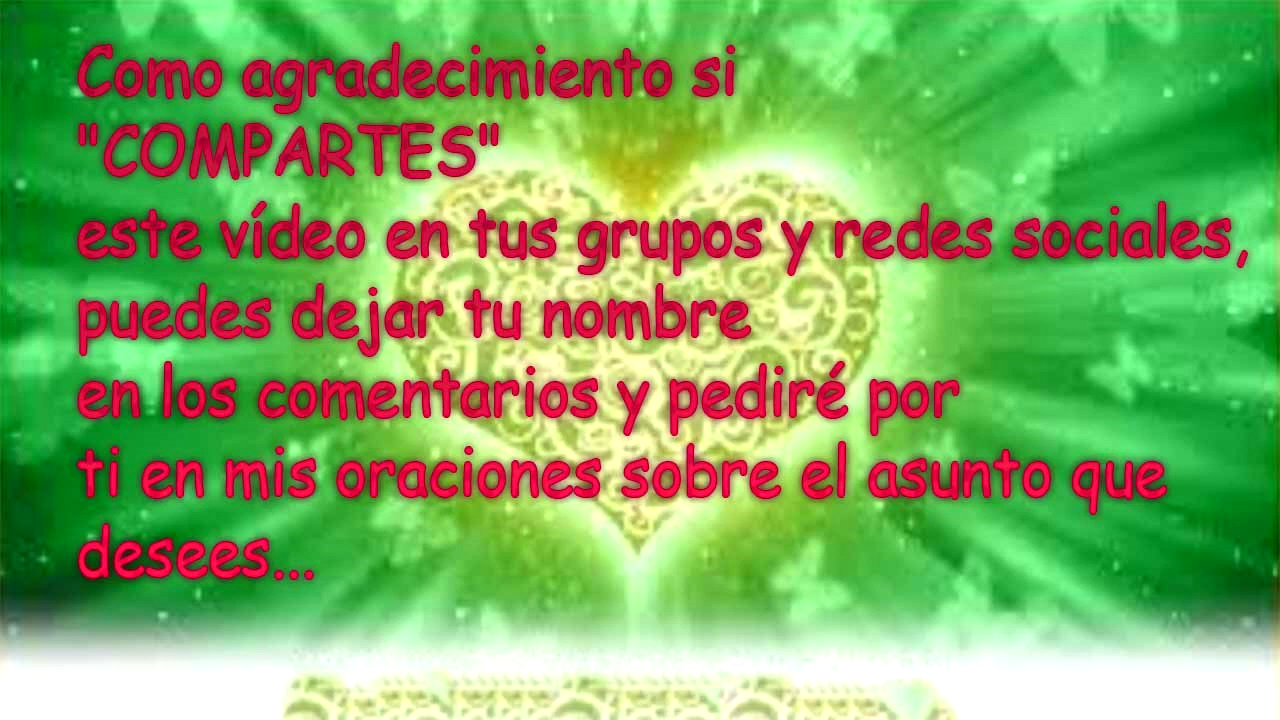 Como agradecimiento si
"COMPARTES"
este vídeo en tus grupos y redes sociales,
puedes dejar tu nombre
en los comentarios y pediré por
ti en mis oraciones sobre el asunto que
desees...